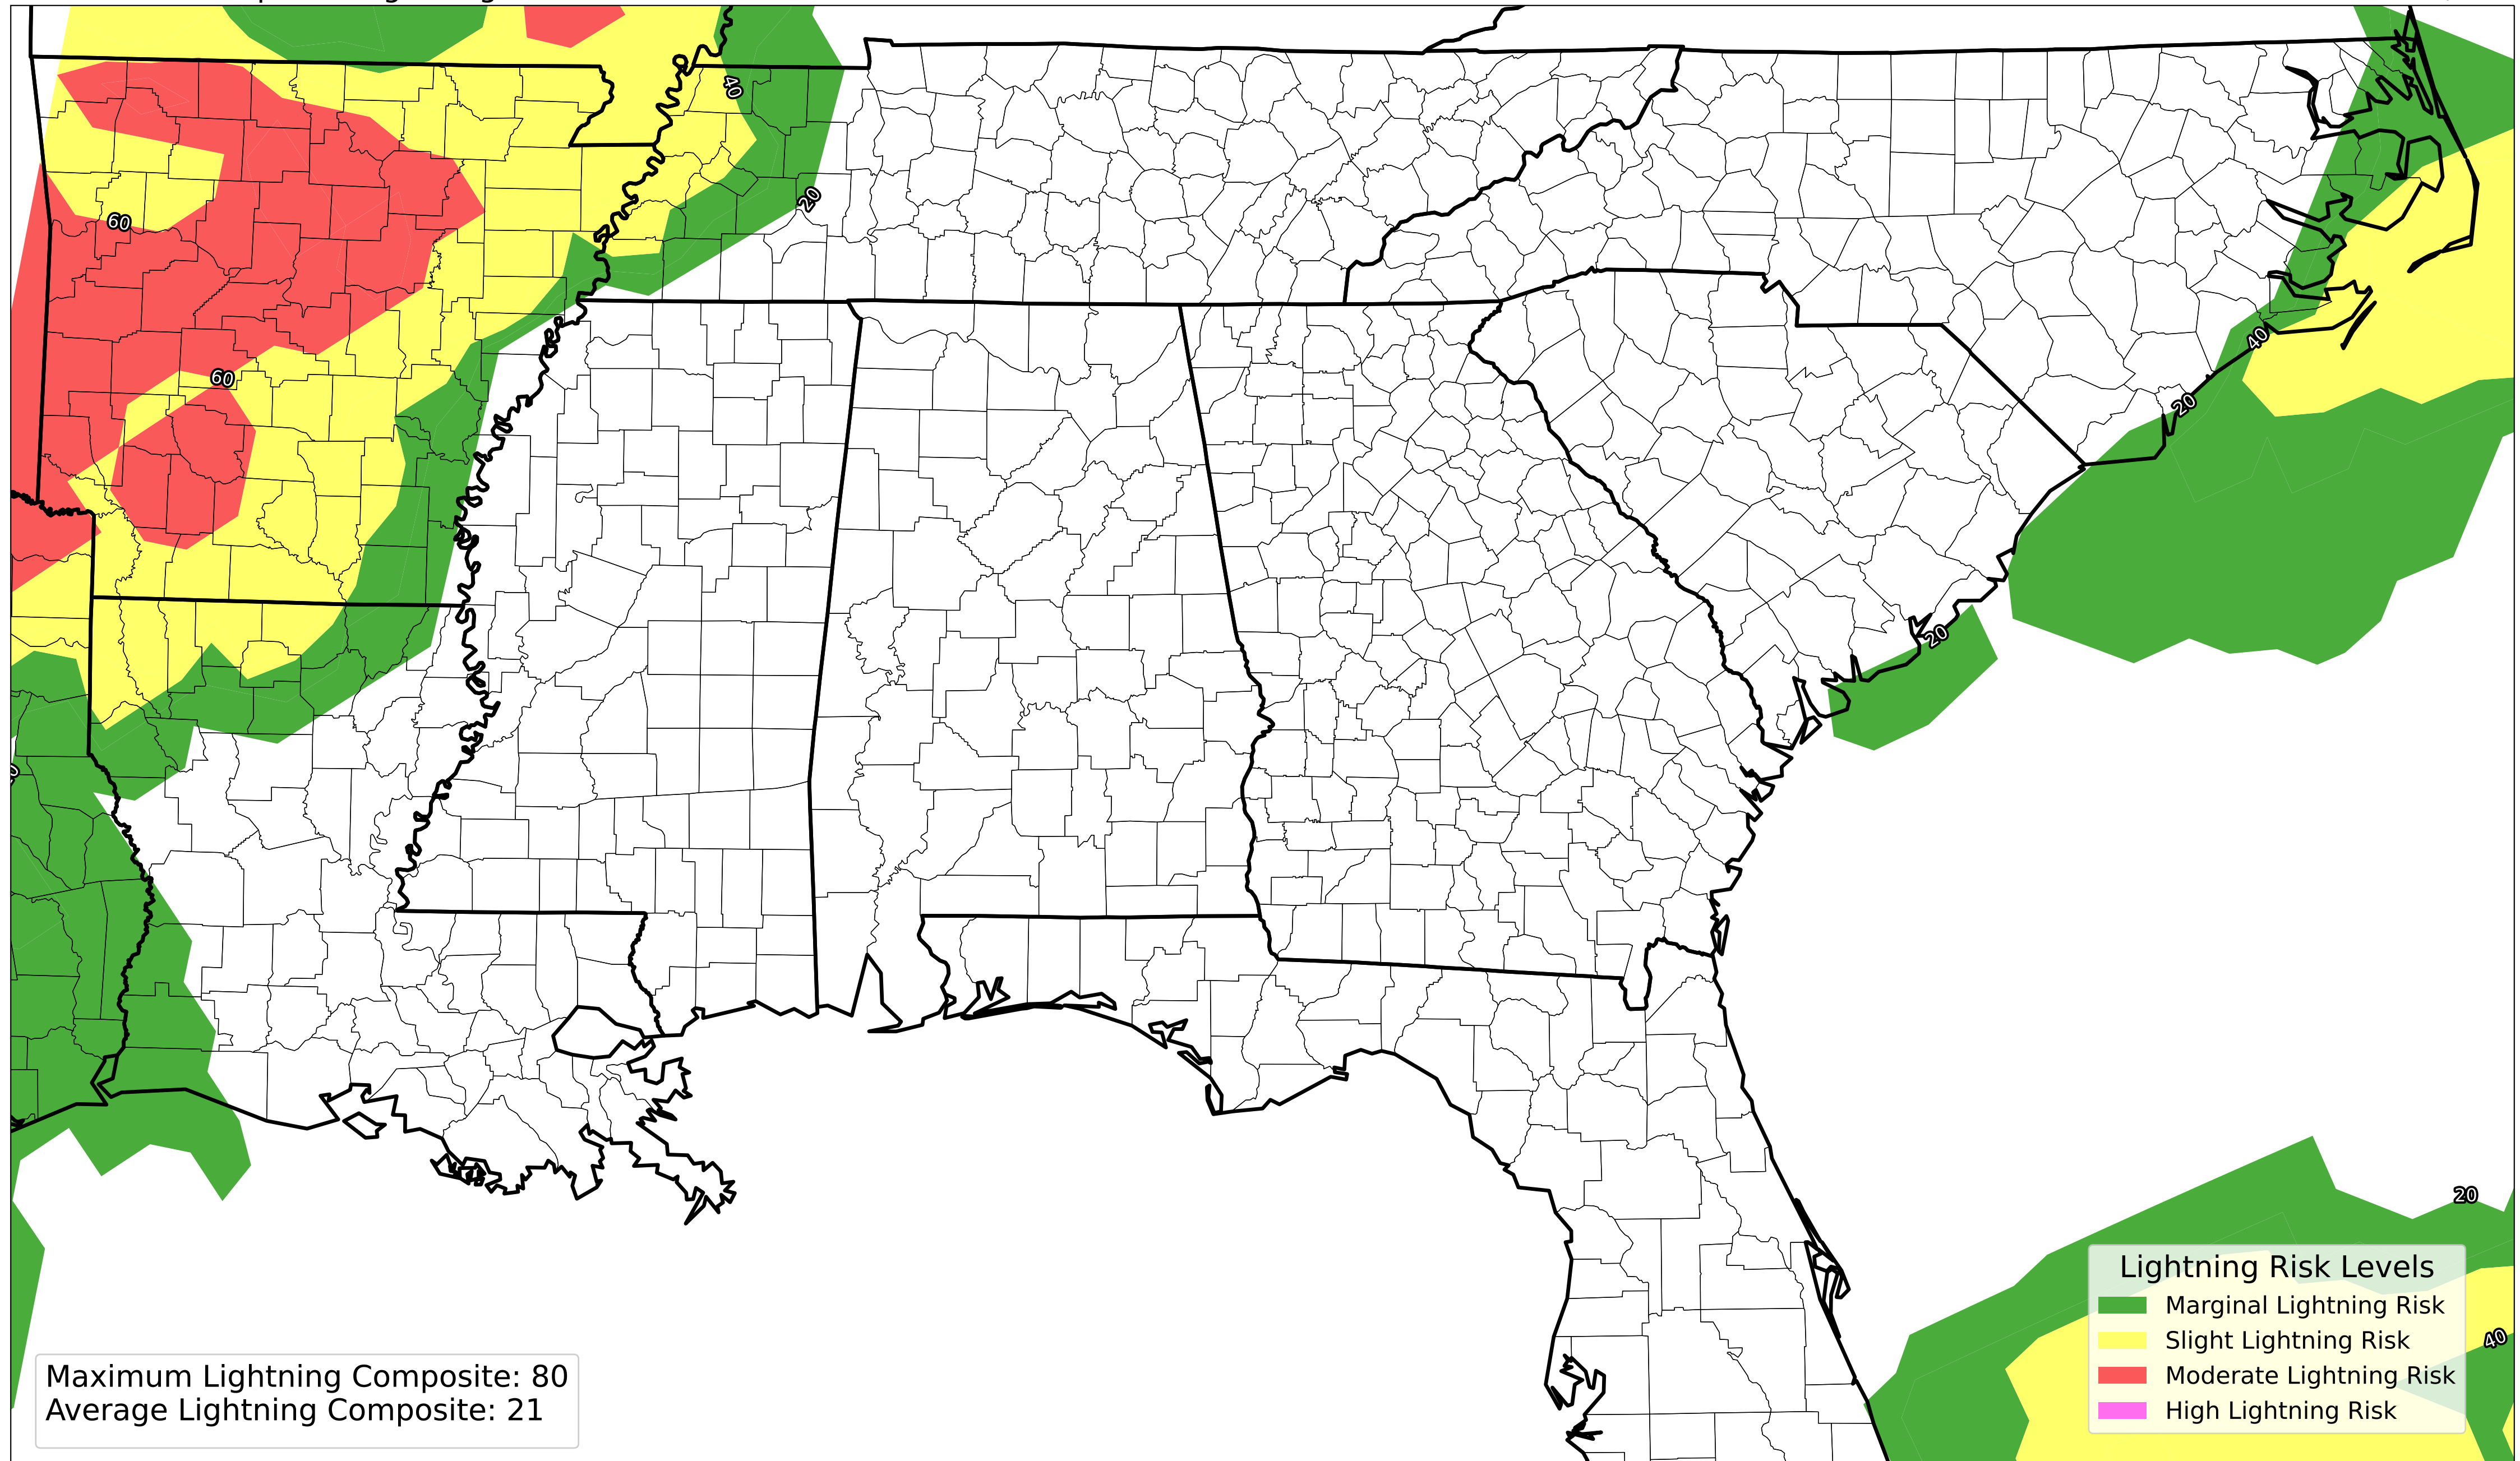 40
20
60
40
60
20
20
20
40
Lightning Risk Levels
Marginal Lightning Risk
Slight Lightning Risk
Moderate Lightning Risk
High Lightning Risk
Maximum Lightning Composite: 80
Average Lightning Composite: 21